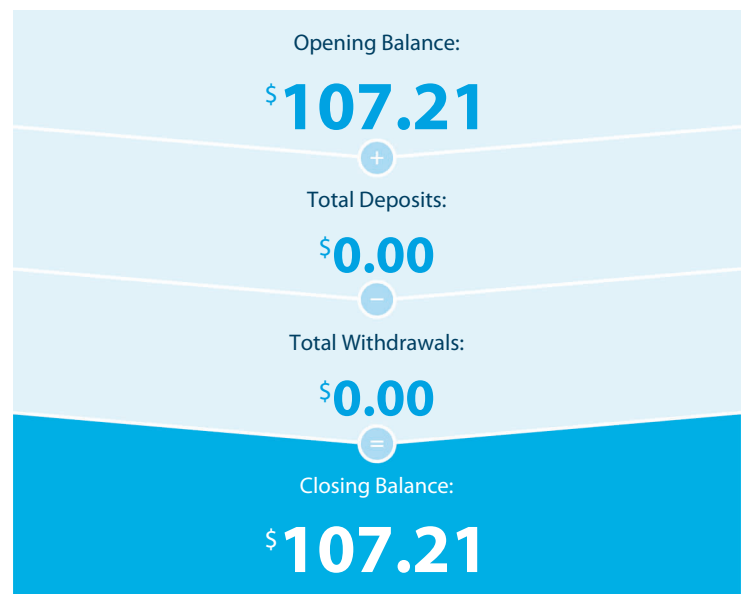 Opening Balance:
$107.21
+
Total Deposits:
$0.00
−
Total Withdrawals:
$0.00
=
Closing Balance:
$107.21